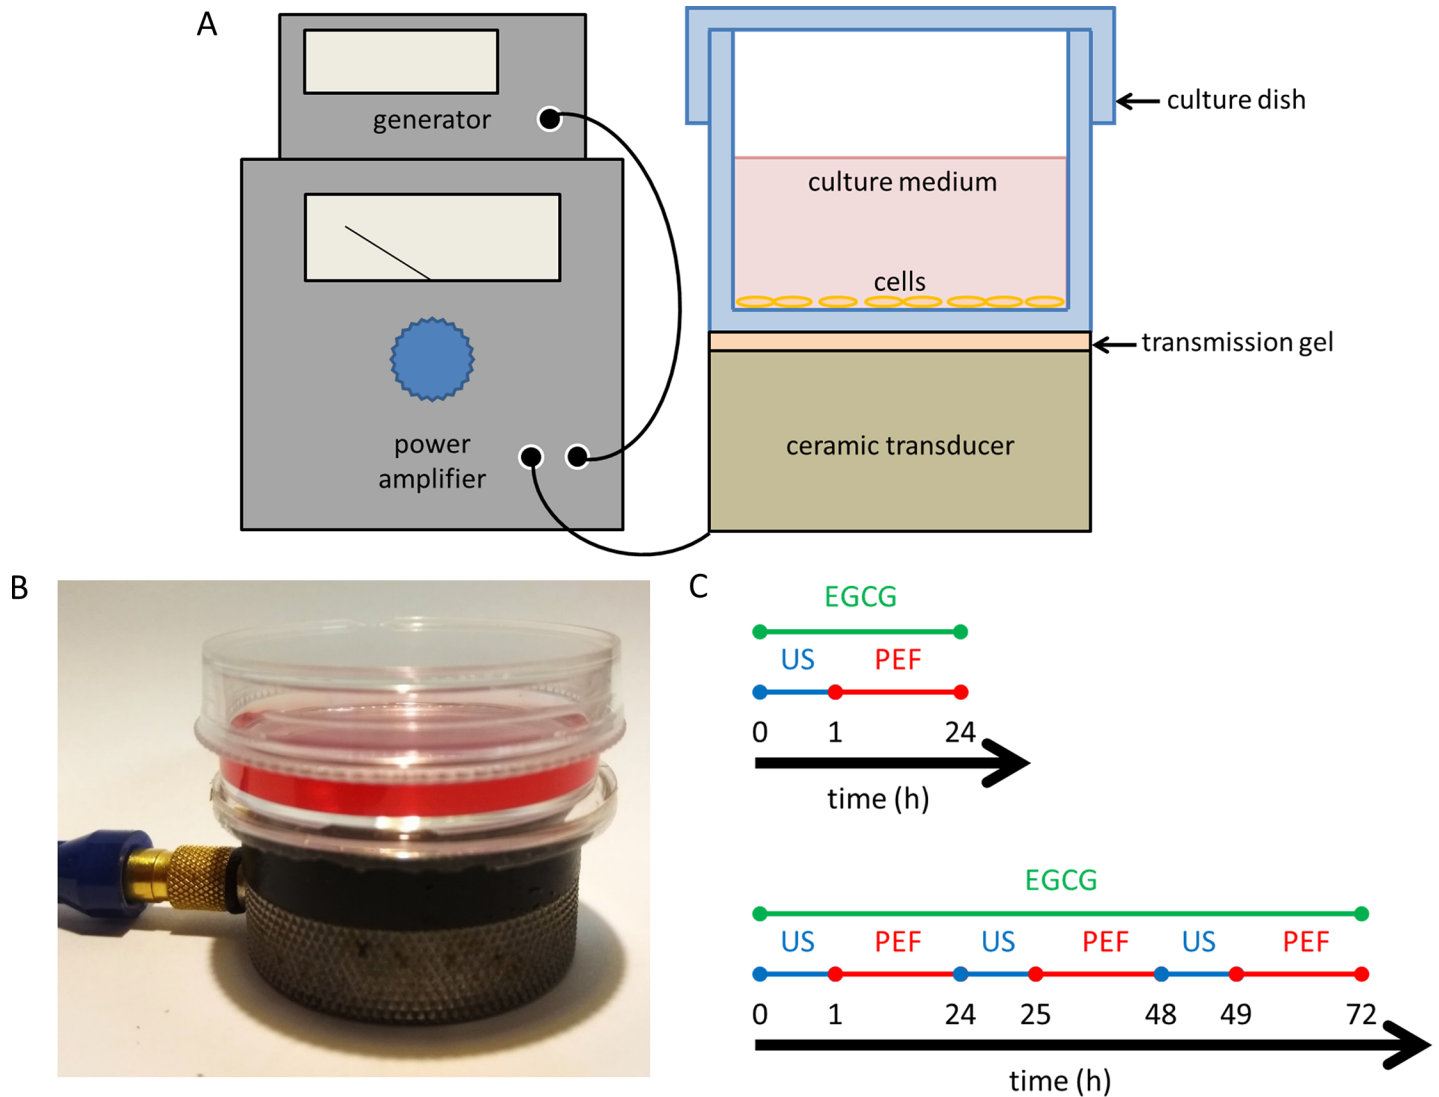 A
generator
power
amplifier
culture dish
culture medium
cells
transmission gel
ceramic transducer
B
C
EGCG
US PEF
0 1 24
time (h)
EGCG
US PEF US PEF US PEF
0 1 24 25 48 49 72
time (h)